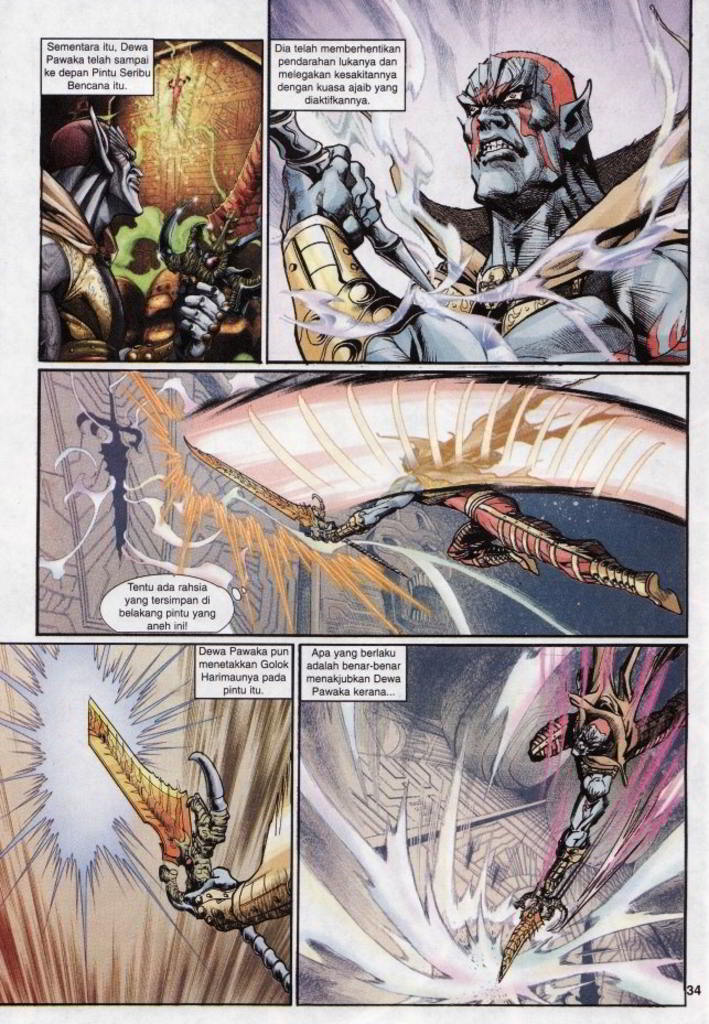 Sementara itu, Dewa
Pawaka telah sampai
ke depan Pintu Seribu
Bencana itu.
Dia telah memberhentikan
pendarahan lukanya dan
melegakan kesakitannya
dengan kuasa ajaib yang
diaktifkannya.
Tentu ada rahsia
yang tersimpan di
belakang pintu yang
aneh ini!
Dewa Pawaka pun
menetakkan Golok
Harimaunya pada
pintu itu.
Apa yang berlaku
adalah benar-benar
menakjubkan Dewa
Pawaka kerana...
34